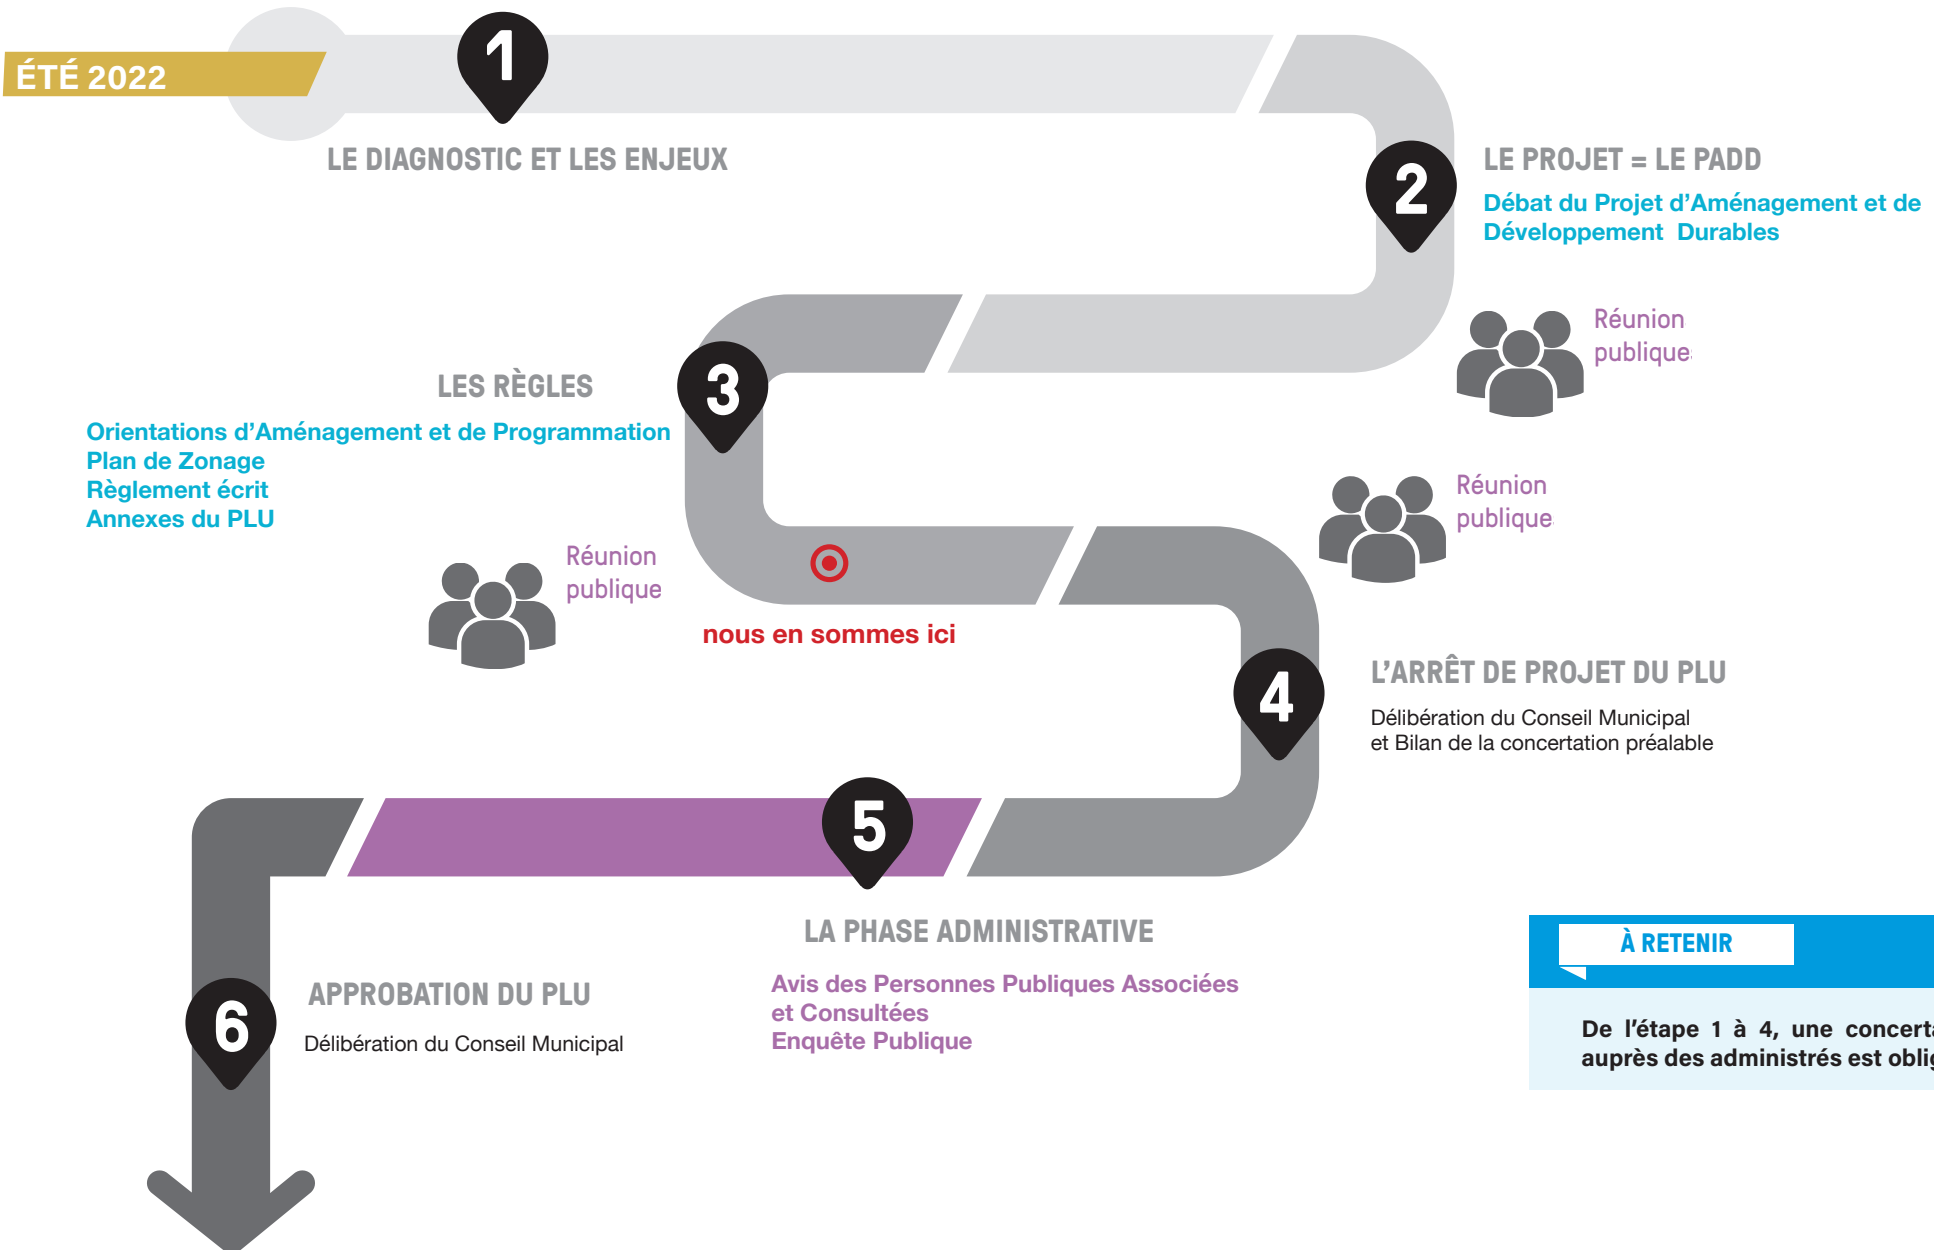 ÉTÉ 2022
1
LE DIAGNOSTIC ET LES ENJEUX
2
LE PROJET = LE PADD
Débat du Projet d'Aménagement et de
Développement Durables
Réunion
publique
3
LES RÈGLES
Orientations d'Aménagement et de Programmation
Plan de Zonage
Règlement écrit
Annexes du PLU
Réunion
publique
Réunion
publique
nous en sommes ici
4
L'ARRÊT DE PROJET DU PLU
Délibération du Conseil Municipal
et Bilan de la concertation préalable
5
LA PHASE ADMINISTRATIVE
Avis des Personnes Publiques Associées
et Consultées
Enquête Publique
6
APPROBATION DU PLU
Délibération du Conseil Municipal
À RETENIR
De l'étape 1 à 4, une
auprès des administrés est